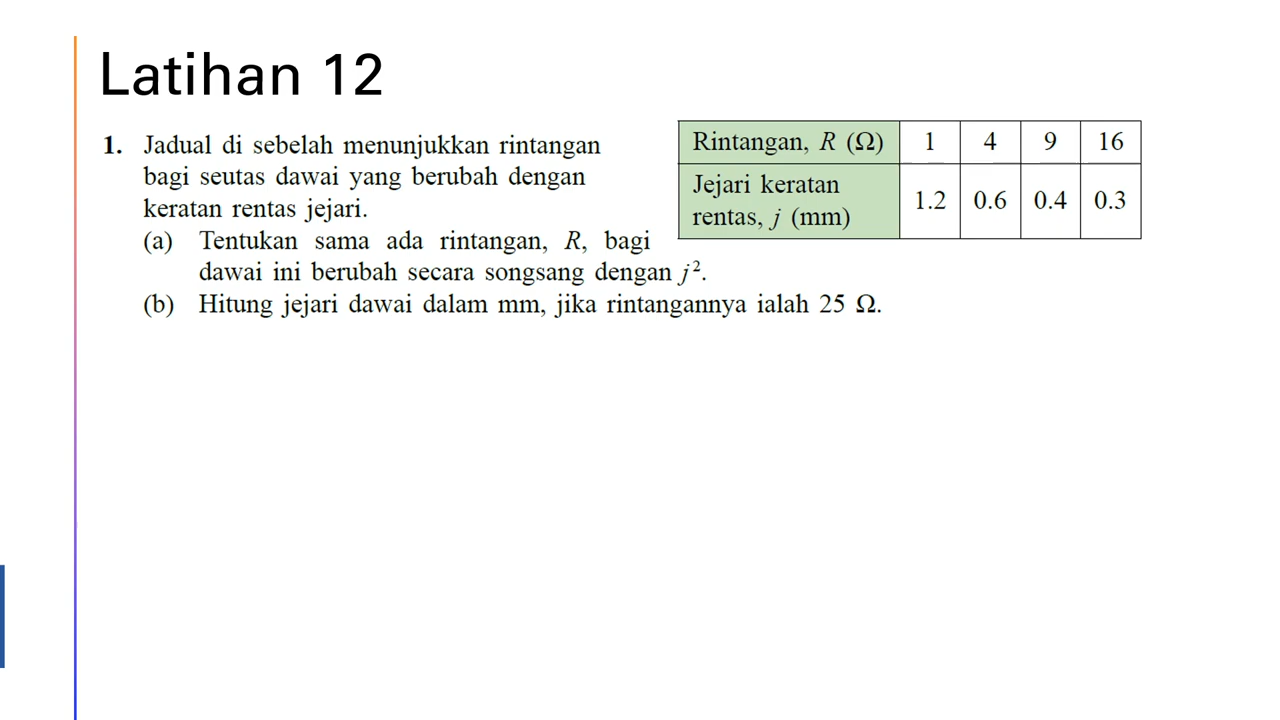 Latihan 12
1. Jadual di sebelah menunjukkan rintangan
bagi seutas dawai yang berubah dengan
keratan rentas jejari.
(a) Tentukan sama ada rintangan, R, bagi
dawai ini berubah secara songsang dengan j².
(b) Hitung jejari dawai dalam mm, jika rintangannya ialah 25 Ω.
Rintangan, R (Ω) 1 4 9 16
Jejari keratan
rentas, j (mm) 1.2 0.6 0.4 0.3